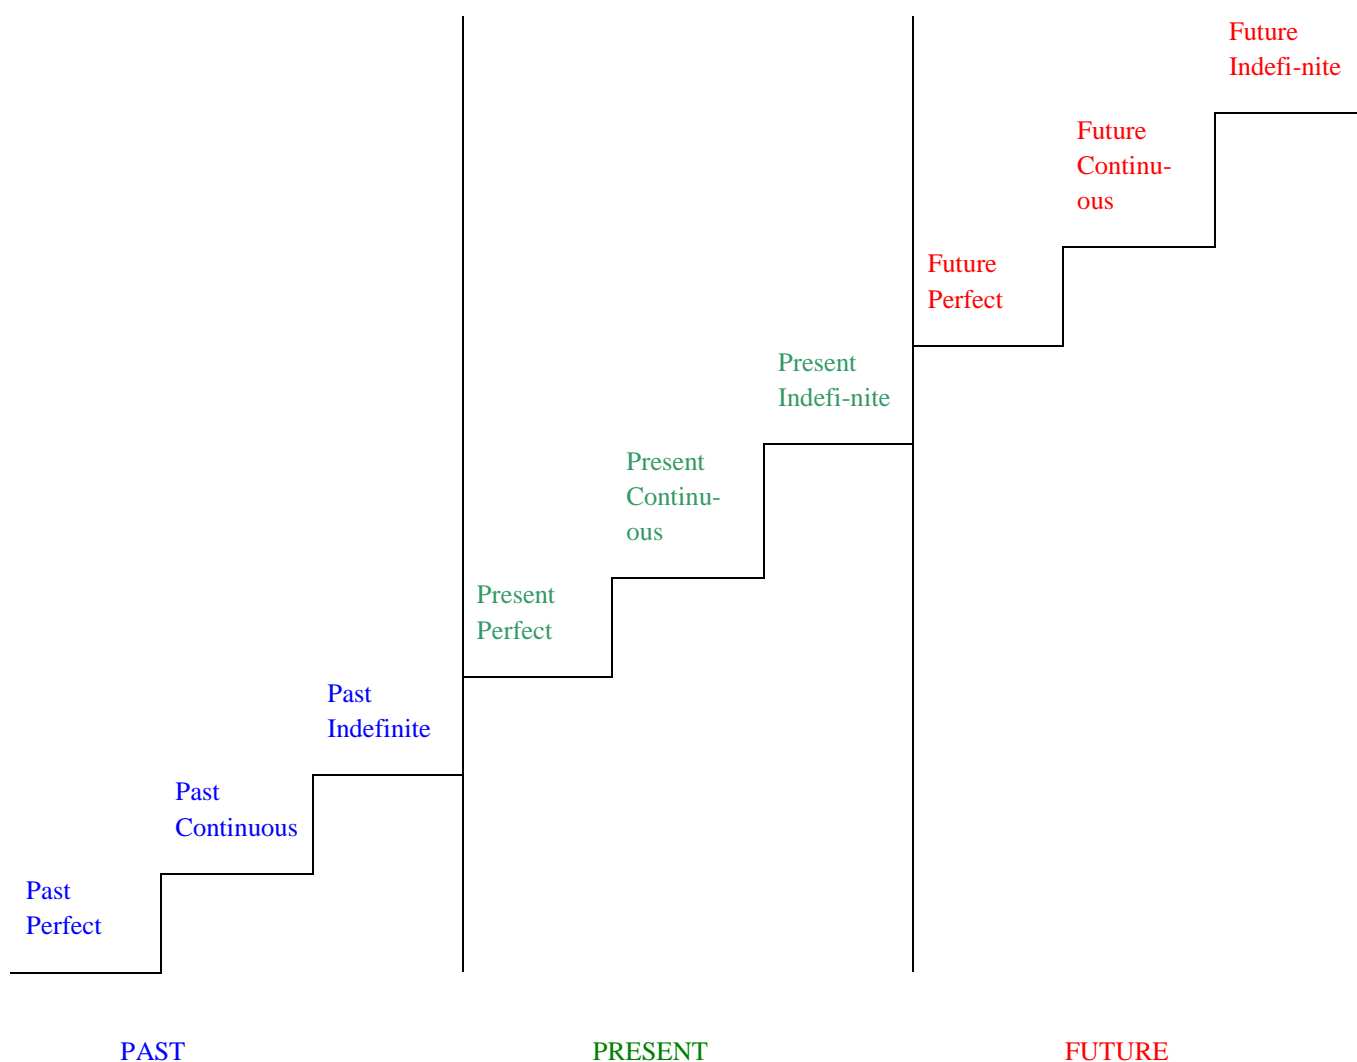 Future
Indefi-nite
Future
Continu-
ous
Future
Perfect
Present
Indefi-nite
Present
Continu-
ous
Present
Perfect
Past
Indefinite
Past
Continuous
Past
Perfect
PAST
PRESENT
FUTURE